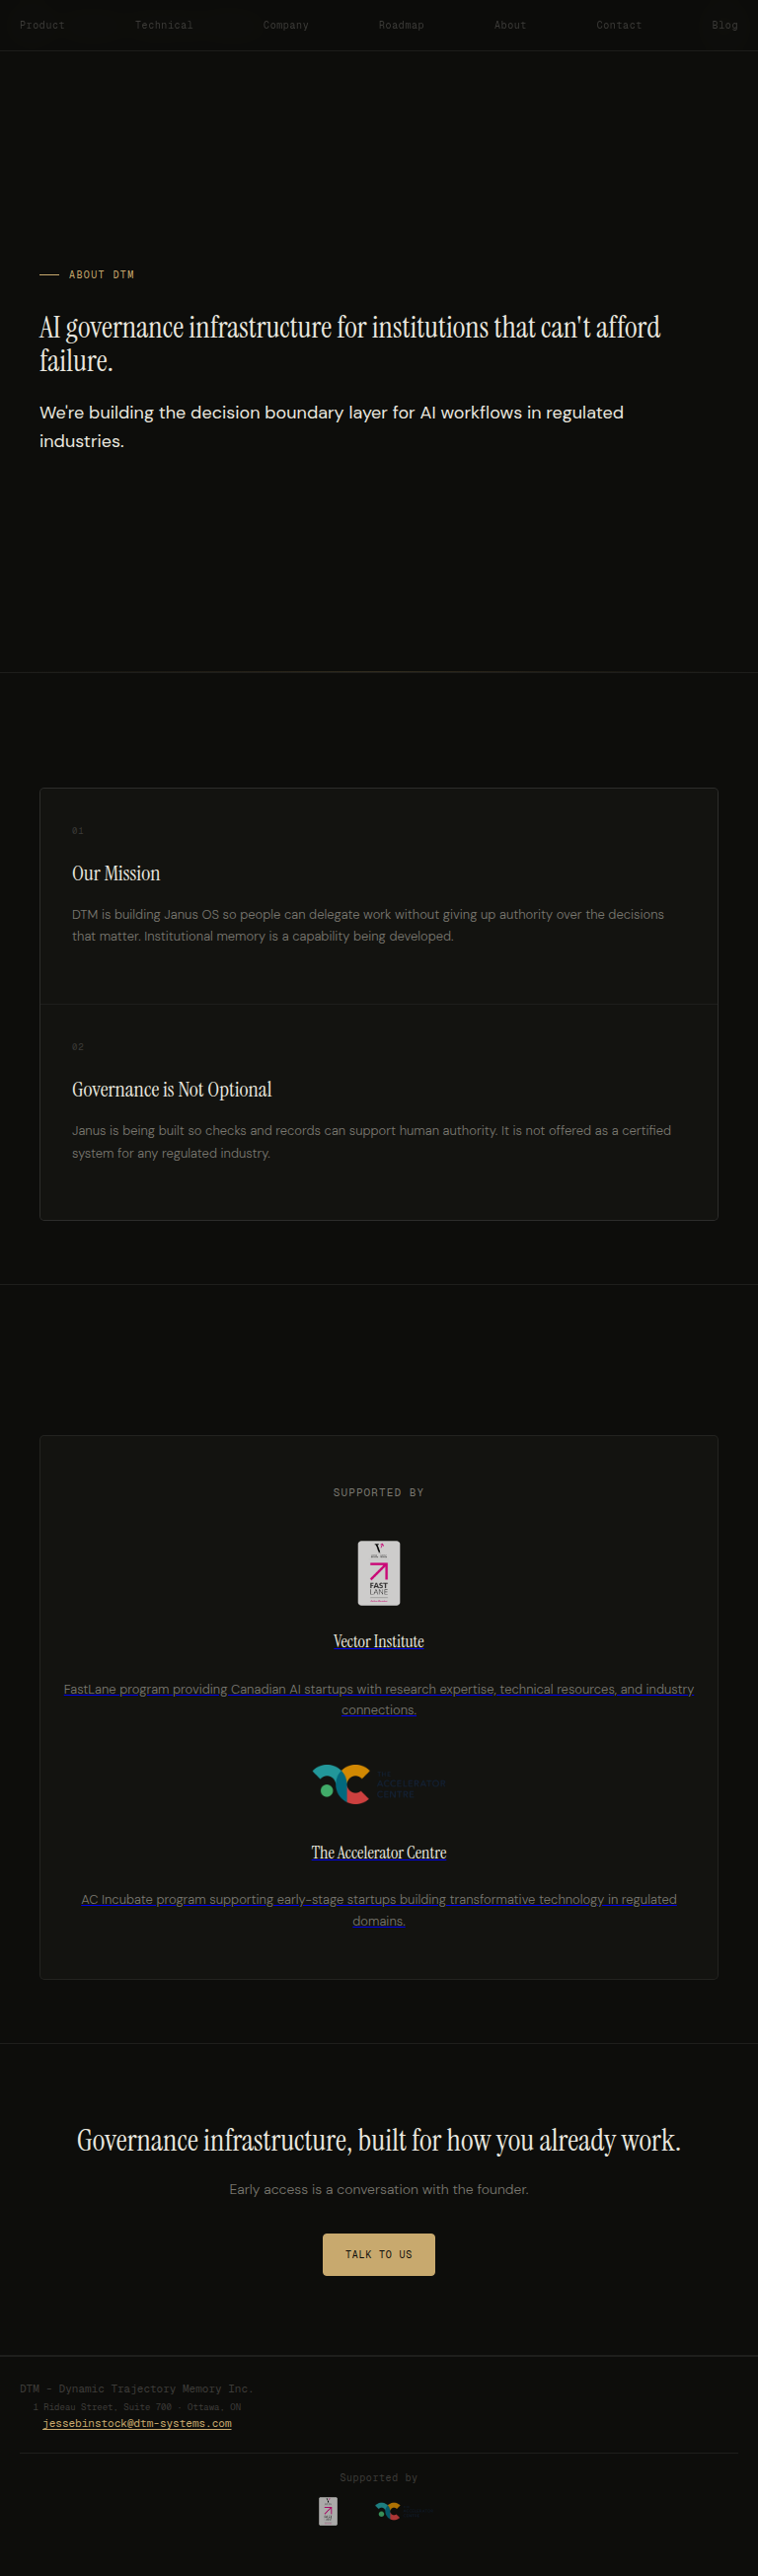 Product Technical Company Roadmap About Contact Blog
ABOUT DTM
AI governance infrastructure for institutions that can't afford
failure.
We're building the decision boundary layer for AI workflows in regulated
industries.
01
Our Mission
DTM is building Janus OS so people can delegate work without giving up authority over the decisions
that matter. Institutional memory is a capability being developed.
02
Governance is Not Optional
Janus is being built so checks and records can support human authority. It is not offered as a certified
system for any regulated industry.
SUPPORTED BY
FAST
LANE
Vector Institute
FastLane program providing Canadian AI startups with research expertise, technical resources, and industry
connections.
ACCELERATOR
CENTRE
The Accelerator Centre
AC Incubate program supporting early-stage startups building transformative technology in regulated
domains.
Governance infrastructure, built for how you already work.
Early access is a conversation with the founder.
TALK TO US
DTM - Dynamic Trajectory Memory Inc.
1 Rideau Street, Suite 700 · Ottawa, ON
jessebinstock@dtm-systems.com
Supported by